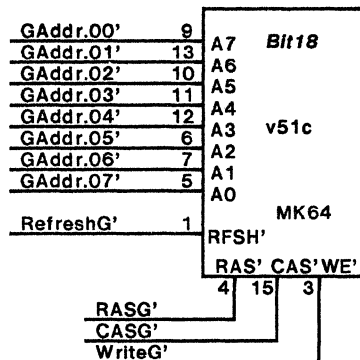 GAddr.00' 9 A7 Bit18
GAddr.01' 13 A6
GAddr.02' 10 A5
GAddr.03' 11 A4
GAddr.04' 12 A3 v51c
GAddr.05' 6 A2
GAddr.06' 7 A1
GAddr.07' 5 A0
MK64
RefreshG' 1 RFSH'
RAS' CAS' WE'
4 15 3
RASG'
CASG'
WriteG'